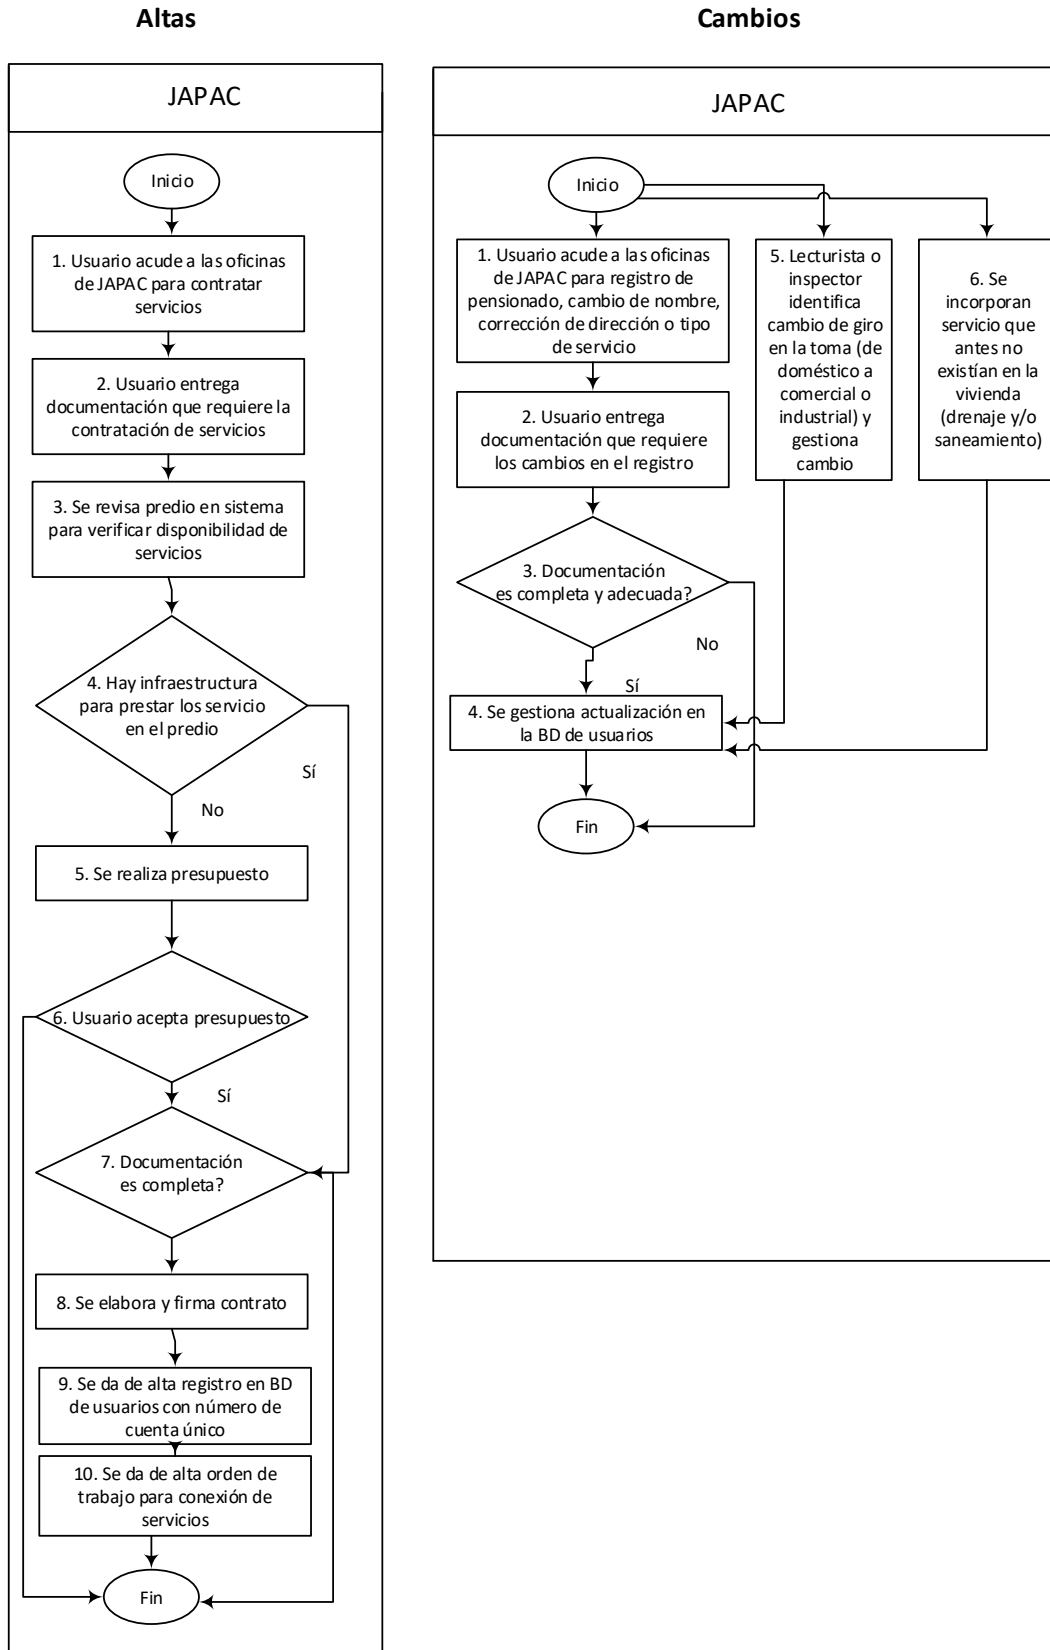 Altas
JAPAC
Inicio
1. Usuario acude a las oficinas
de JAPAC para contratar
servicios
2. Usuario entrega
documentación que requiere la
contratación de servicios
3. Se revisa predio en sistema
para verificar disponibilidad de
servicios
4. Hay infraestructura
para prestar los servicio
en el predio
Sí
No
5. Se realiza presupuesto
6. Usuario acepta presupuesto
Sí
7. Documentación
es completa?
8. Se elabora y firma contrato
9. Se da de alta registro en BD
de usuarios con número de
cuenta único
10. Se da de alta orden de
trabajo para conexión de
servicios
Fin
Cambios
JAPAC
Inicio
1. Usuario acude a las oficinas
de JAPAC para registro de
pensionado, cambio de nombre,
corrección de dirección o tipo
de servicio
2. Usuario entrega
documentación que requiere
los cambios en el registro
3. Documentación
es completa y adecuada?
No
Sí
4. Se gestiona actualización en
la BD de usuarios
Fin
5. Lecturista o
inspector
identifica
cambio de giro
en la toma (de
doméstico a
comercial o
industrial) y
gestiona
cambio
6. Se
incorporan
servicio que
antes no
existían en la
vivienda
(drenaje y/o
saneamiento)